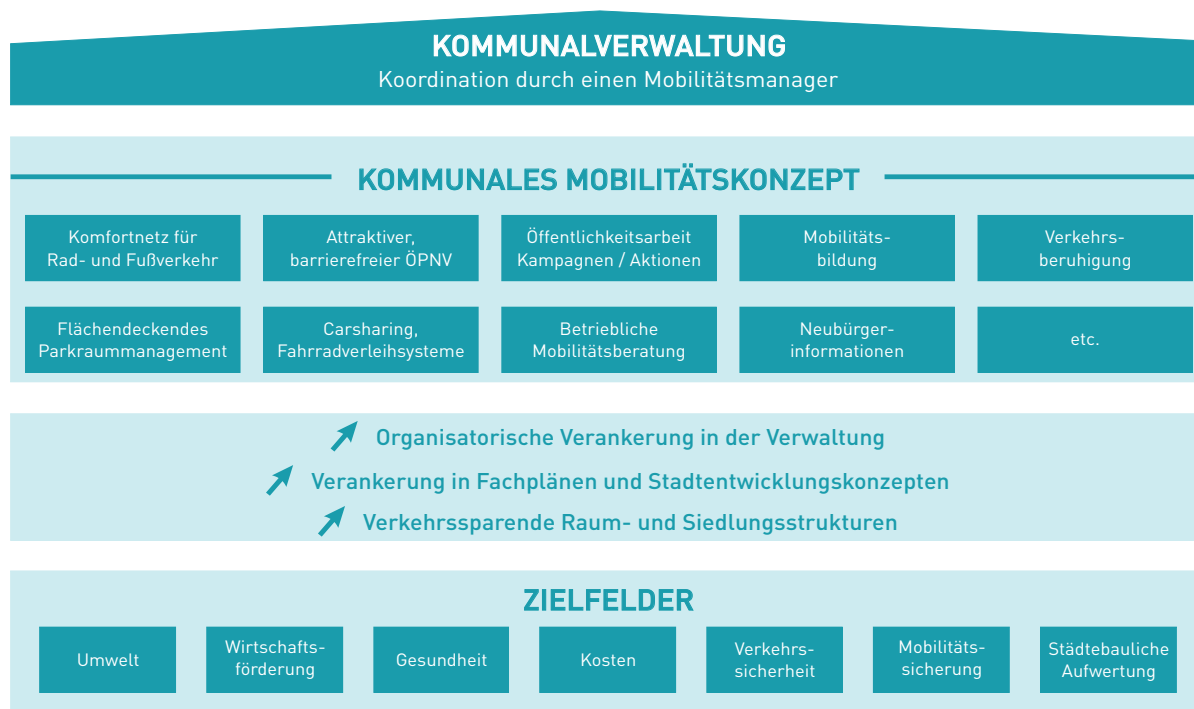 KOMMUNALVERWALTUNG
Koordination durch einen Mobilitätsmanager
KOMMUNALES MOBILITÄTSKONZEPT
Komfortnetz für
Rad- und Fußverkehr
Attraktiver,
barrierefreier ÖPNV
Öffentlichkeitsarbeit
Kampagnen / Aktionen
Mobilitäts-
bildung
Verkehrs-
beruhigung
Flächendeckendes
Parkraummanagement
Carsharing,
Fahrradverleihsysteme
Betriebliche
Mobilitätsberatung
Neubürger-
informationen
etc.
Organisatorische Verankerung in der Verwaltung
Verankerung in Fachplänen und Stadtentwicklungskonzepten
Verkehrssparende Raum- und Siedlungsstrukturen
ZIELFELDER
Umwelt
Wirtschafts-
förderung
Gesundheit
Kosten
Verkehrs-
sicherheit
Mobilitäts-
sicherung
Städtebauliche
Aufwertung